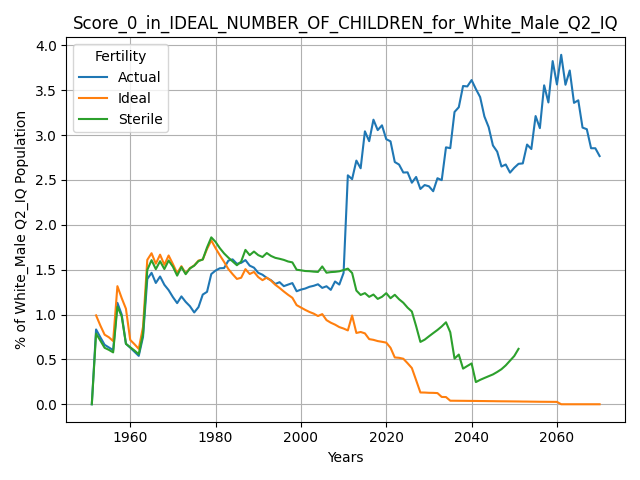 Score_0_in_IDEAL_NUMBER_OF_CHILDREN_for_White_Male_Q2_IQ
Fertility
Actual
Ideal
Sterile
% of White_Male Q2_IQ Population
4.0
3.5
3.0
2.5
2.0
1.5
1.0
0.5
0.0
1960 1980 2000 2020 2040 2060
Years